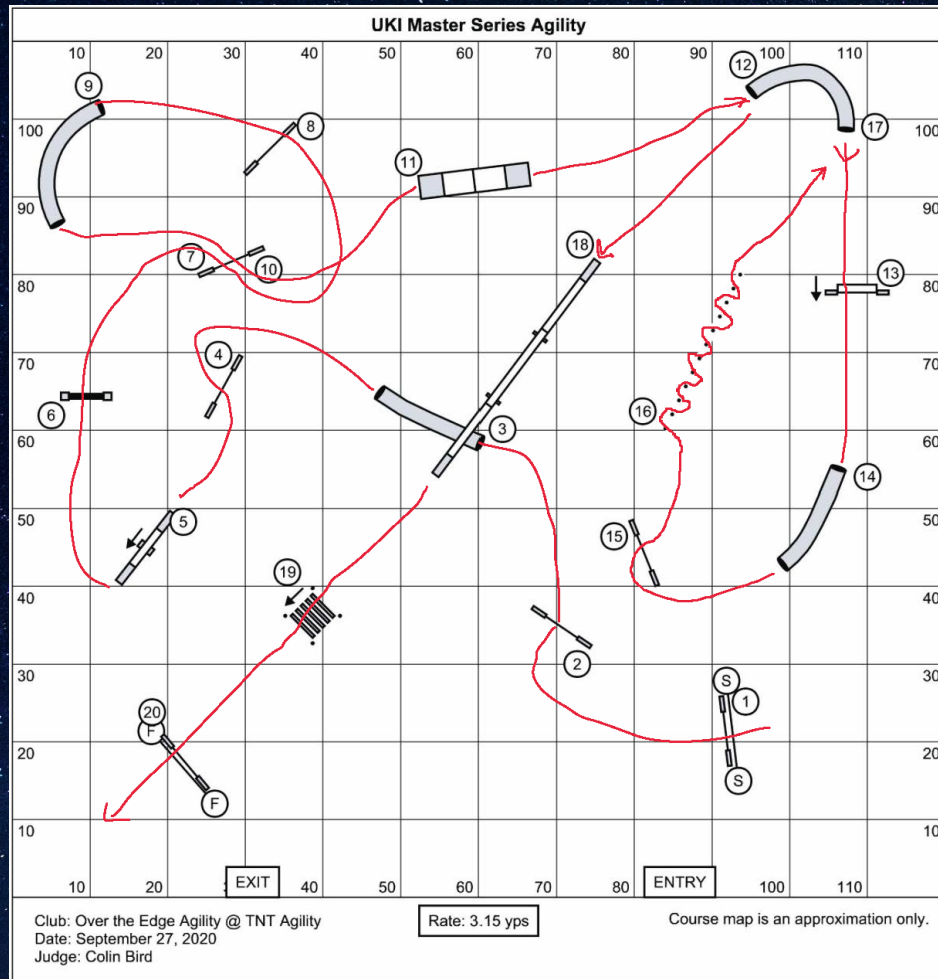 UKI Master Series Agility
10 20 30 40 50 60 70 80 90 100 110
9 12
8
100 17 100
11
90 90
18
7 10 13
80 80
4
70 70
6 16
3
60 60
14
5
50 50
15
19
40 40
2
30 30
S
1
20
F
20 20
S
F
10 10
10 20 30 40 50 60 70 80 90 100 110
EXIT ENTRY
Club: Over the Edge Agility @ TNT Agility
Date: September 27, 2020
Judge: Colin Bird
Rate: 3.15 yps
Course map is an approximation only.